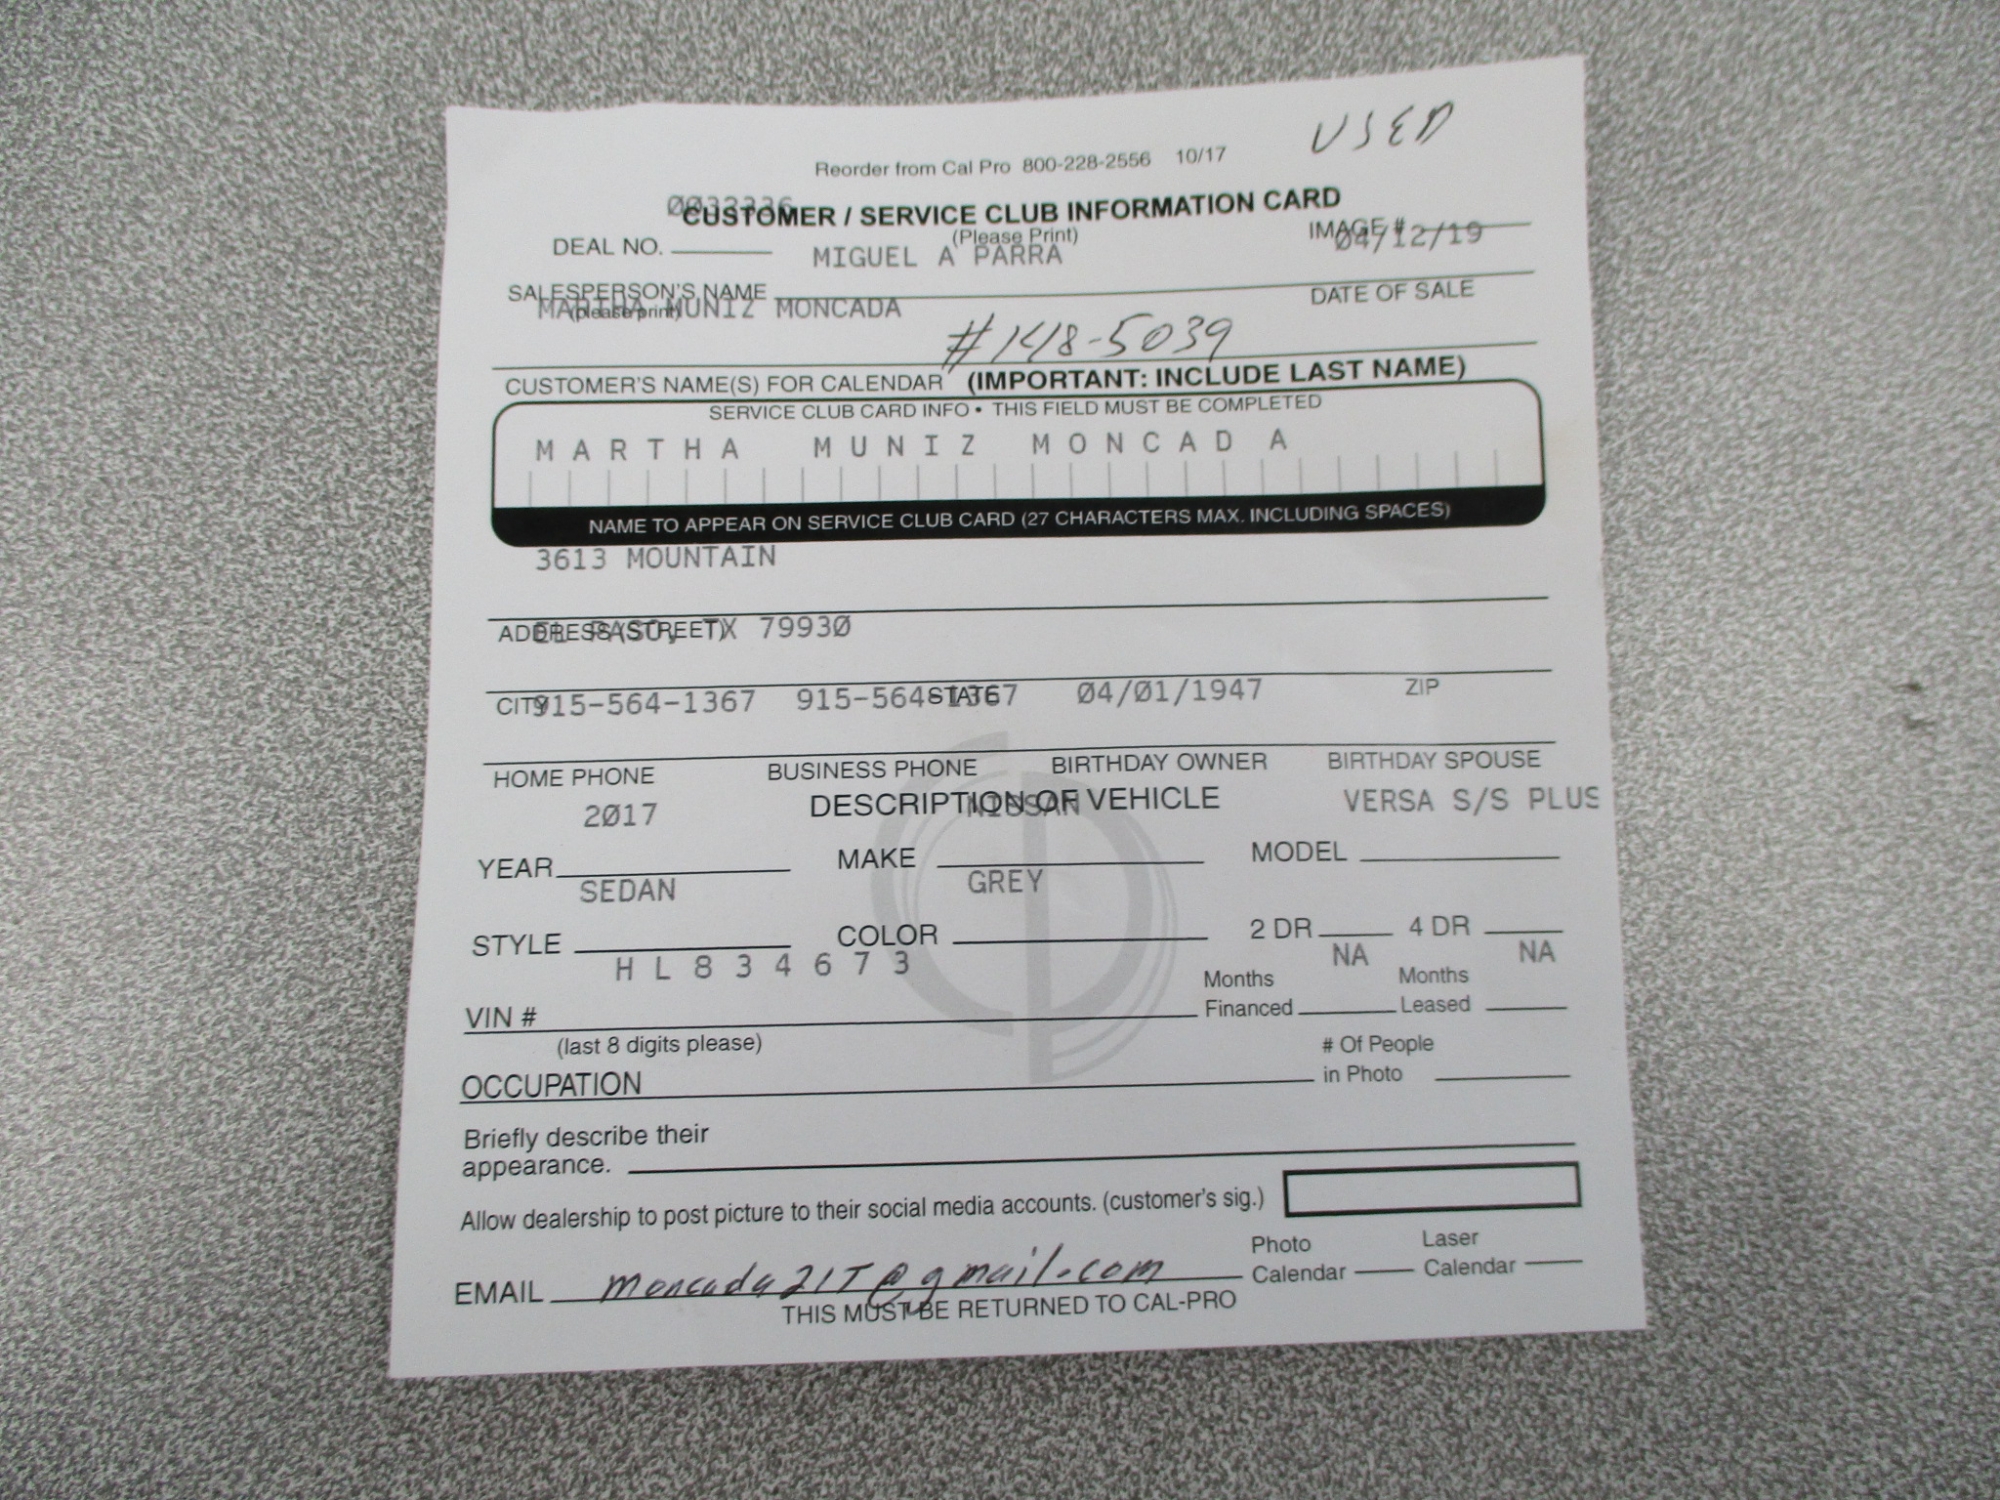 USED
Reorder from Cal Pro 800-228-2556 10/17
CUSTOMER / SERVICE CLUB INFORMATION CARD
(Please Print)
DEAL NO. IMAGE # 04/12/19
MIGUEL A PARRA
SALESPERSON'S NAME DATE OF SALE
(please print)
MARTHA MUNIZ MONCADA
#148-5039
CUSTOMER'S NAME(S) FOR CALENDAR (IMPORTANT: INCLUDE LAST NAME)
SERVICE CLUB CARD INFO • THIS FIELD MUST BE COMPLETED
MARTHA MUNIZ MONCADA
NAME TO APPEAR ON SERVICE CLUB CARD (27 CHARACTERS MAX. INCLUDING SPACES)
3613 MOUNTAIN
ADDRESS (STREET)
EL PASO, TX 79930
CITY STATE ZIP
915-564-1367 915-564-1367 04/01/1947
HOME PHONE BUSINESS PHONE BIRTHDAY OWNER BIRTHDAY SPOUSE
DESCRIPTION OF VEHICLE
2017 NISSAN VERSA S/S PLUS
YEAR MAKE MODEL
SEDAN GREY
STYLE COLOR 2 DR 4 DR
HL834673 NA NA
VIN # Months Financed Months Leased
(last 8 digits please)
OCCUPATION # Of People in Photo
Briefly describe their
appearance.
Allow dealership to post picture to their social media accounts. (customer's sig.)
EMAIL moncada21T@gmail.com Photo Calendar Laser Calendar
THIS MUST BE RETURNED TO CAL-PRO